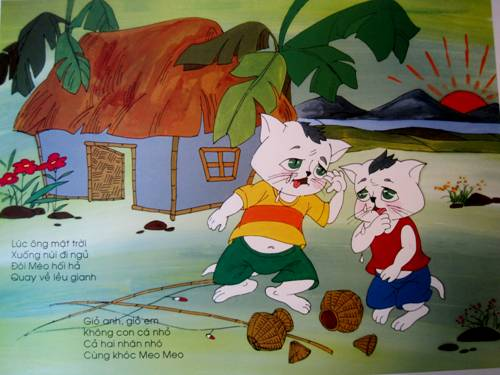 Lúc ông mặt trời
Xuống núi đi ngủ
Đôi Mèo hối hả
Quay về lều gianh
Giỏ anh, giỏ em
Không con cá nhỏ
Cả hai nhăn nhó
Cùng khóc Meo Meo